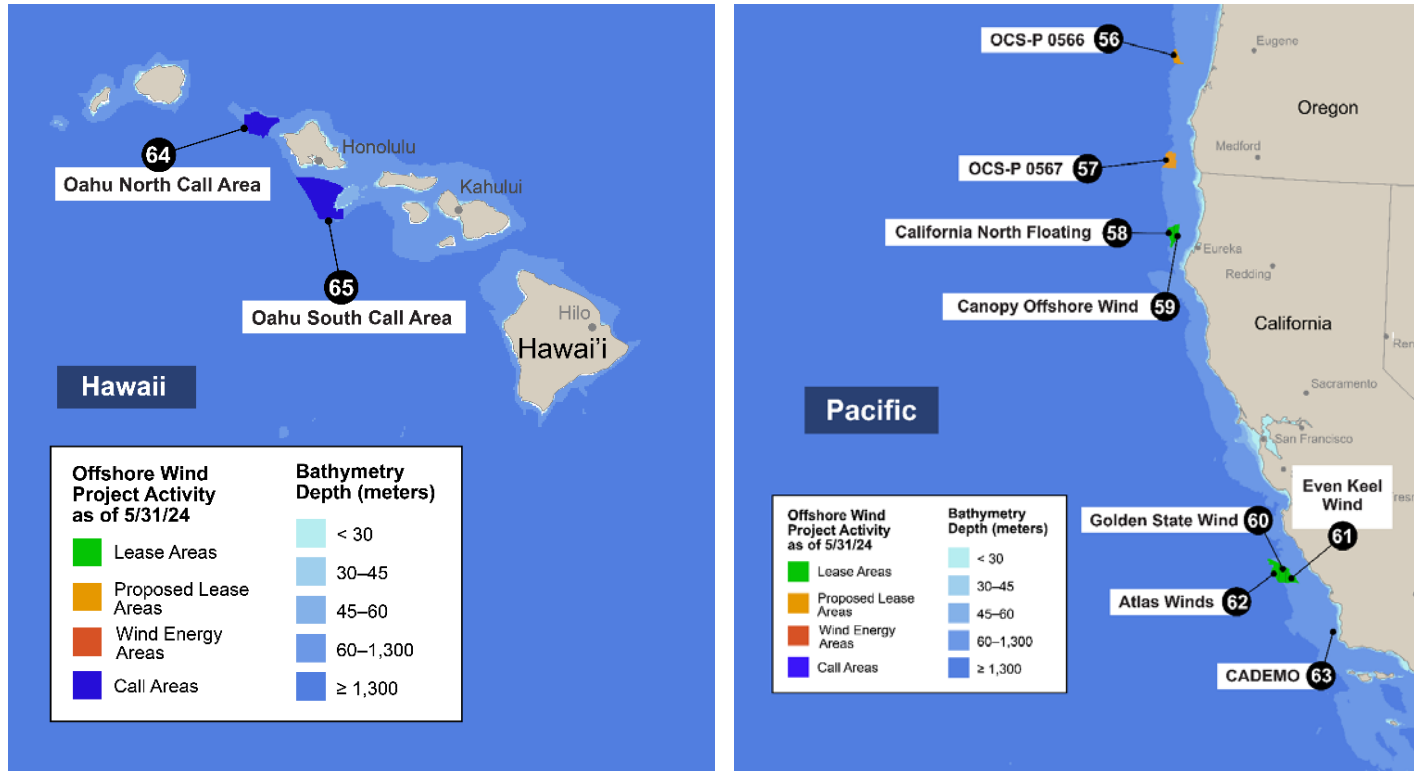 64
Oahu North Call Area
Honolulu
Kahului
65
Oahu South Call Area
Hilo
Hawai'i
Hawaii
Offshore Wind
Project Activity
as of 5/31/24
Lease Areas
Proposed Lease
Areas
Wind Energy
Areas
Call Areas
Bathymetry
Depth (meters)
< 30
30–45
45–60
60–1,300
≥ 1,300
OCS-P 0566 56
Eugene
Oregon
Medford
OCS-P 0567 57
California North Floating 58
Eureka
Redding
Canopy Offshore Wind 59
California
Ren
Sacramento
Pacific
San Francisco
Even Keel
Wind
61
Golden State Wind 60
Atlas Winds 62
CADEMO 63
Offshore Wind
Project Activity
as of 5/31/24
Lease Areas
Proposed Lease
Areas
Wind Energy
Areas
Call Areas
Bathymetry
Depth (meters)
< 30
30–45
45–60
60–1,300
≥ 1,300